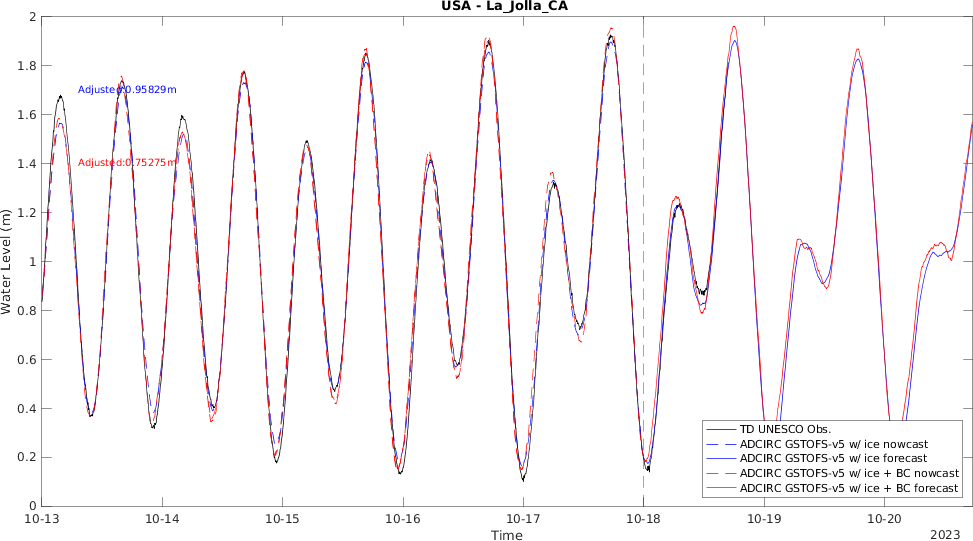 USA - La_Jolla_CA
2
1.8
1.6
1.4
1.2
1
0.8
0.6
0.4
0.2
0
Water Level (m)
Adjusted:0.95829m
Adjusted:0.75275m
TD UNESCO Obs.
ADCIRC GSTOFS-v5 w/ ice nowcast
ADCIRC GSTOFS-v5 w/ ice forecast
ADCIRC GSTOFS-v5 w/ ice + BC nowcast
ADCIRC GSTOFS-v5 w/ ice + BC forecast
10-13 10-14 10-15 10-16 10-17 10-18 10-19 10-20
Time
2023